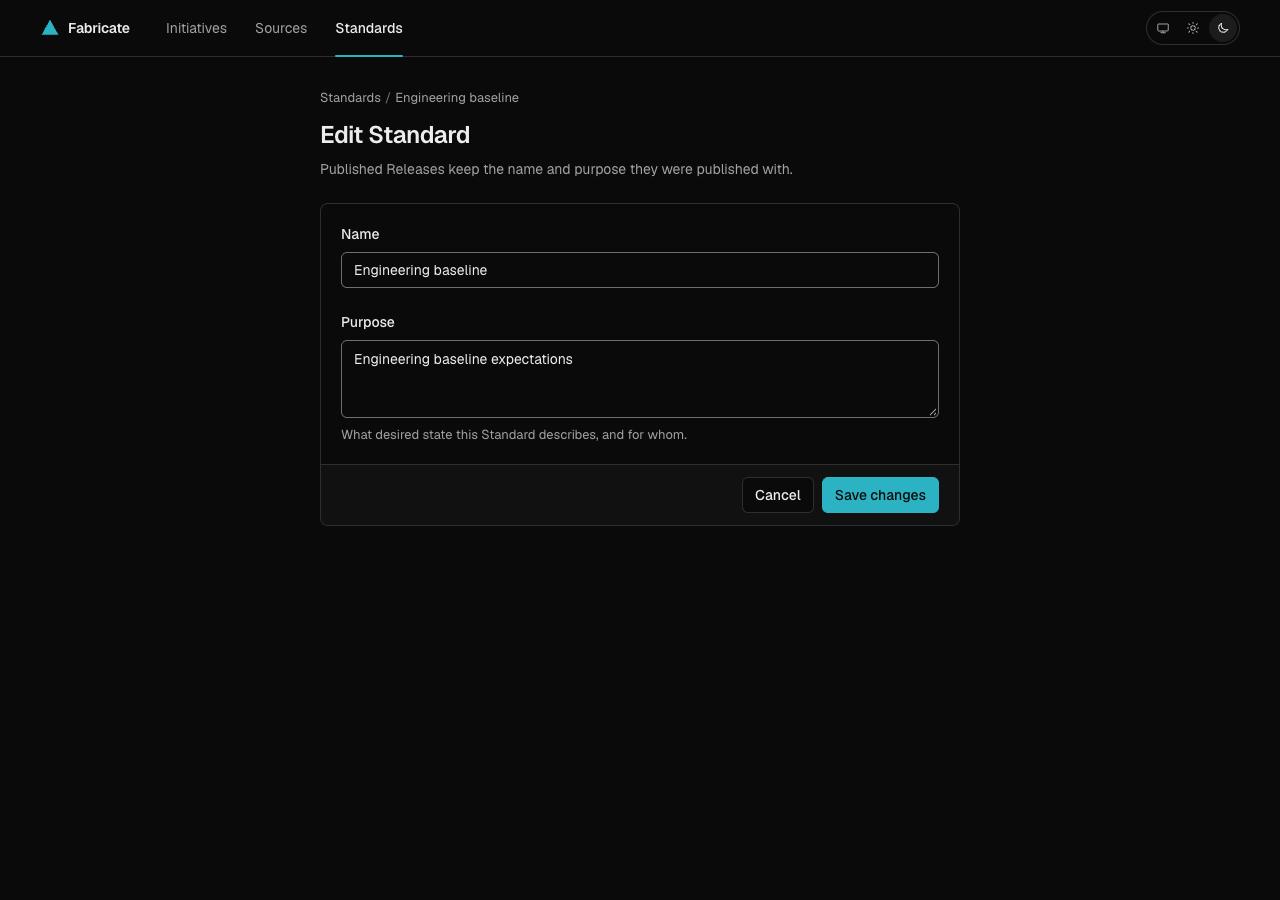 Fabricate Initiatives Sources Standards
Standards / Engineering baseline
Edit Standard
Published Releases keep the name and purpose they were published with.
Name
Engineering baseline
Purpose
Engineering baseline expectations
What desired state this Standard describes, and for whom.
Cancel Save changes